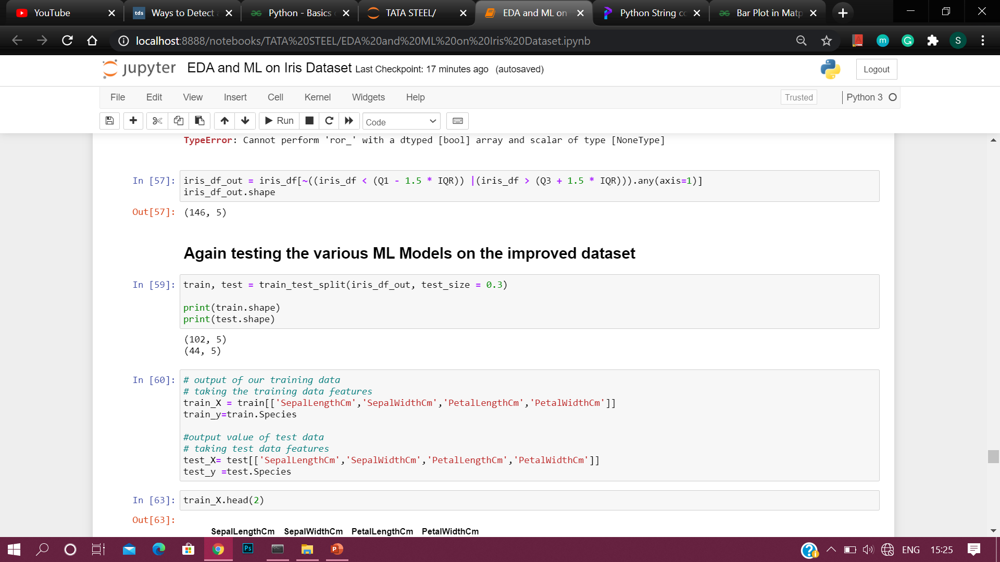 YouTube
tds Ways to Detect a
Python - Basics o
TATA STEEL/
EDA and ML on
Python String co
Bar Plot in Matp
localhost:8888/notebooks/TATA%20STEEL/EDA%20and%20ML%20on%20Iris%20Dataset.ipynb
A
m
G
S
jupyter EDA and ML on Iris Dataset Last Checkpoint: 17 minutes ago (autosaved)
Logout
File Edit View Insert Cell Kernel Widgets Help
Trusted Python 3
Run Code
TypeError: Cannot perform 'ror_' with a dtyped [bool] array and scalar of type [NoneType]
In [57]: iris_df_out = iris_df[~((iris_df < (Q1 - 1.5 * IQR)) |(iris_df > (Q3 + 1.5 * IQR))).any(axis=1)]
iris_df_out.shape
Out[57]: (146, 5)
Again testing the various ML Models on the improved dataset
In [59]: train, test = train_test_split(iris_df_out, test_size = 0.3)
print(train.shape)
print(test.shape)
(102, 5)
(44, 5)
In [60]: # output of our training data
# taking the training data features
train_X = train[['SepalLengthCm','SepalWidthCm','PetalLengthCm','PetalWidthCm']]
train_y=train.Species
#output value of test data
# taking test data features
test_X= test[['SepalLengthCm','SepalWidthCm','PetalLengthCm','PetalWidthCm']]
test_y =test.Species
In [63]: train_X.head(2)
Out[63]:
SepalLengthCm SepalWidthCm PetalLengthCm PetalWidthCm
Ps
P
ENG 15:25